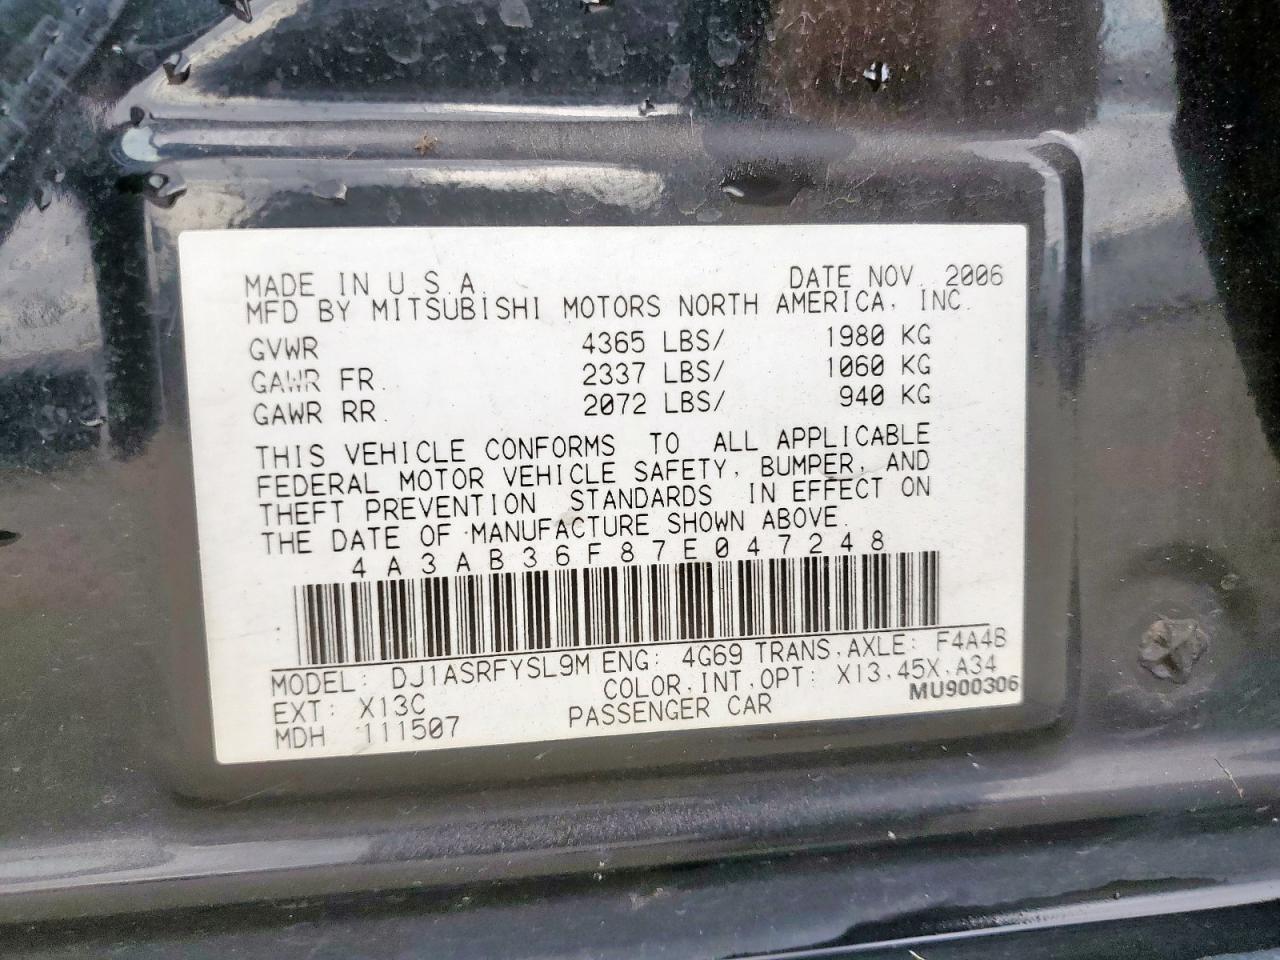 MADE IN U.S.A. DATE NOV. 2006
MFD BY MITSUBISHI MOTORS NORTH AMERICA, INC.
GVWR 4365 LBS/ 1980 KG
GAWR FR. 2337 LBS/ 1060 KG
GAWR RR. 2072 LBS/ 940 KG
THIS VEHICLE CONFORMS TO ALL APPLICABLE
FEDERAL MOTOR VEHICLE SAFETY, BUMPER, AND
THEFT PREVENTION STANDARDS IN EFFECT ON
THE DATE OF MANUFACTURE SHOWN ABOVE.
4A3AB36F87E047248
MODEL: DJ1ASRFYSL9M ENG: 4G69 TRANS,AXLE: F4A4B
EXT: X13C COLOR,INT,OPT: X13,45X,A34
MDH 111507 PASSENGER CAR MU900306